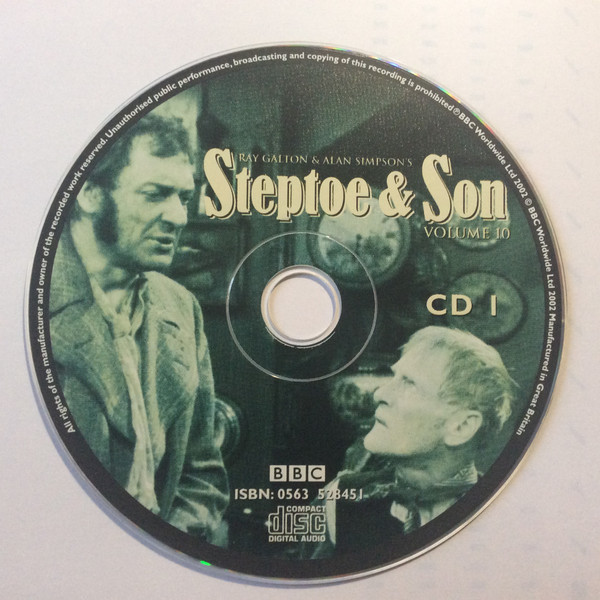 All rights of the manufacturer and owner of the recorded work reserved. Unauthorised public performance, broadcasting and copying of this recording is prohibited ℗ BBC Worldwide Ltd 2002 © BBC Worldwide Ltd 2002 Manufactured in Great Britain
RAY GALTON & ALAN SIMPSON'S
Steptoe & Son
VOLUME 10
CD 1
BBC
ISBN: 0563 528451
COMPACT
disc
DIGITAL AUDIO